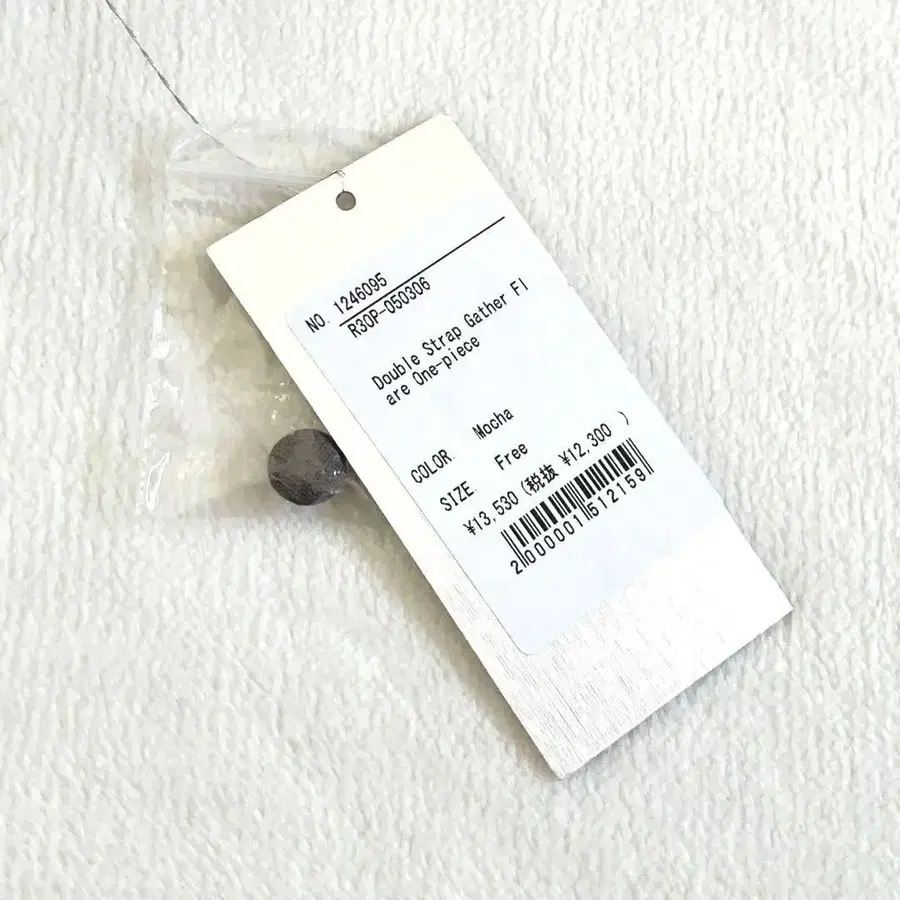 NO. 1246095
R30P-050306
Double Strap Gather Fl
are One-piece
COLOR. Mocha
SIZE Free
¥13,530 (税抜 ¥12,300 )
2000001512159